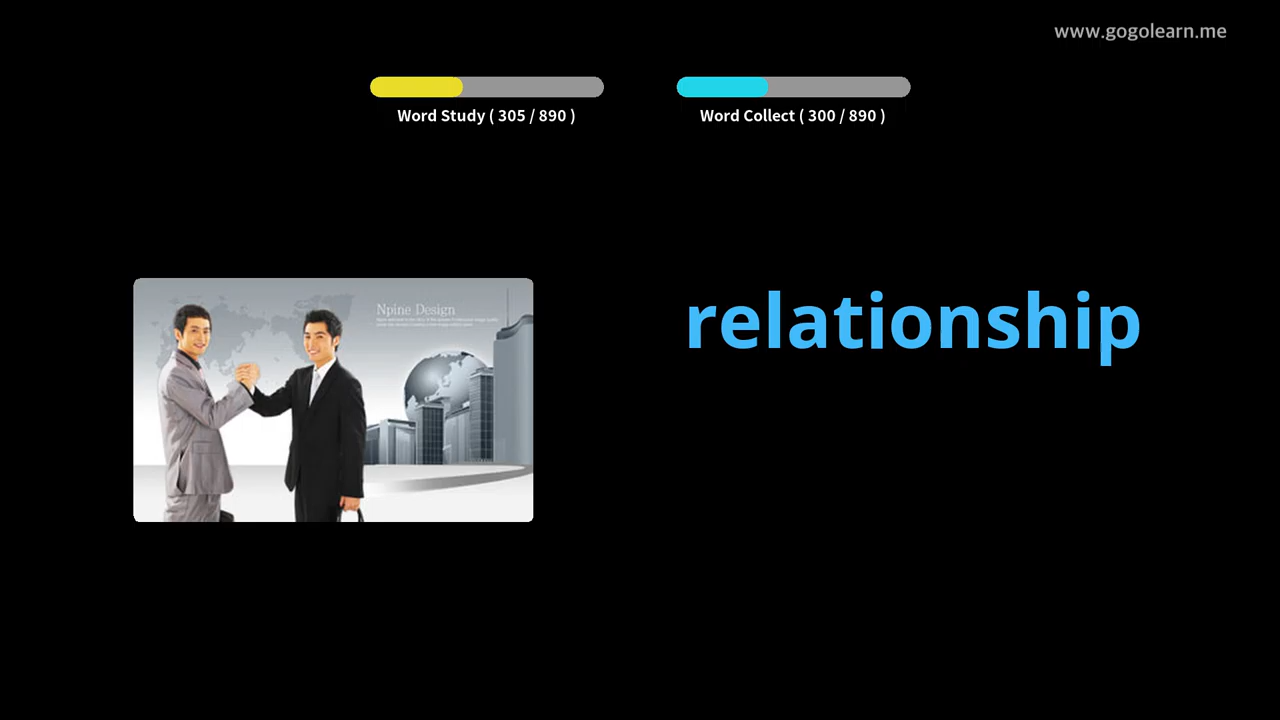 www.gogolearn.me
Word Study ( 305 / 890 )
Word Collect ( 300 / 890 )
relationship
Npine Design